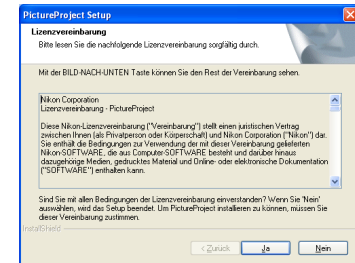 PictureProject Setup
Lizenzvereinbarung
Bitte lesen Sie die nachfolgende Lizenzvereinbarung sorgfältig durch.
Mit der BILD-NACH-UNTEN Taste können Sie den Rest der Vereinbarung sehen.
Nikon Corporation
Lizenzvereinbarung - PictureProject
Diese Nikon-Lizenzvereinbarung ("Vereinbarung") stellt einen juristischen Vertrag
zwischen Ihnen (als Privatperson oder Körperschaft) und Nikon Corporation ("Nikon") dar.
Sie enthält die Bedingungen zur Verwendung der mit dieser Vereinbarung gelieferten
Nikon-SOFTWARE, die aus Computer-SOFTWARE besteht und darüber hinaus
dazugehörige Medien, gedrucktes Material und Online- oder elektronische Dokumentation
("SOFTWARE") enthalten kann.
Sind Sie mit allen Bedingungen der Lizenzvereinbarung einverstanden? Wenn Sie 'Nein'
auswählen, wird das Setup beendet. Um PictureProject installieren zu können, müssen Sie
dieser Vereinbarung zustimmen.
InstallShield
< Zurück Ja Nein